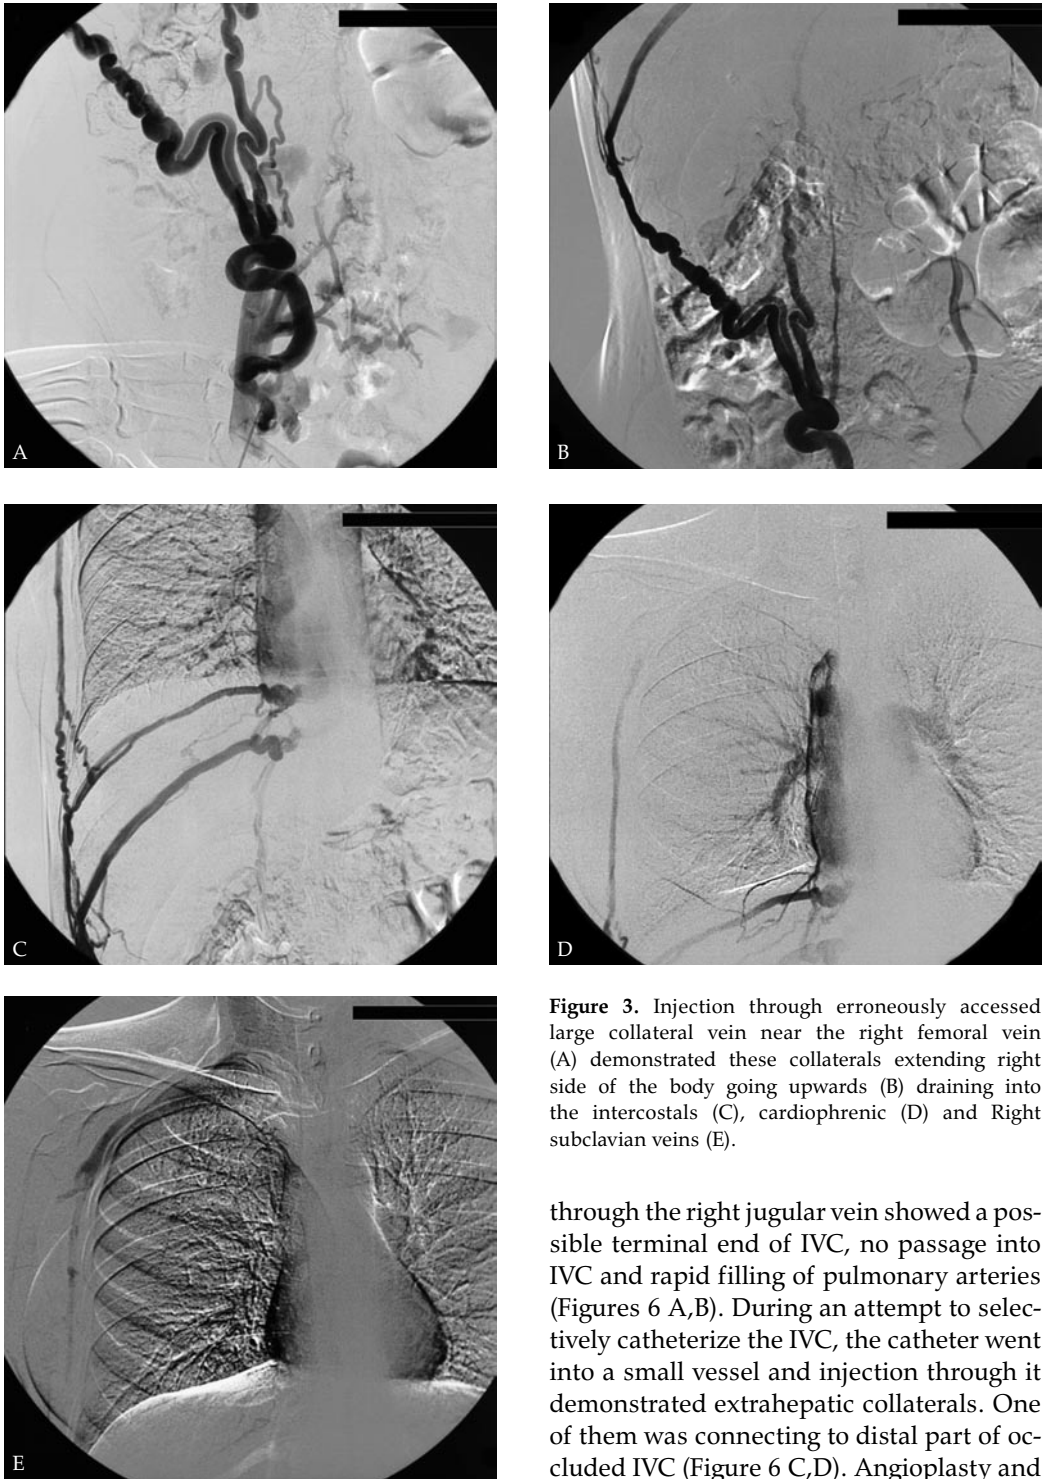 A
B
C
D
E
Figure 3. Injection through erroneously accessed
large collateral vein near the right femoral vein
(A) demonstrated these collaterals extending right
side of the body going upwards (B) draining into
the intercostals (C), cardiophrenic (D) and Right
subclavian veins (E).
through the right jugular vein showed a pos-
sible terminal end of IVC, no passage into
IVC and rapid filling of pulmonary arteries
(Figures 6 A,B). During an attempt to selec-
tively catheterize the IVC, the catheter went
into a small vessel and injection through it
demonstrated extrahepatic collaterals. One
of them was connecting to distal part of oc-
cluded IVC (Figure 6 C,D). Angioplasty and